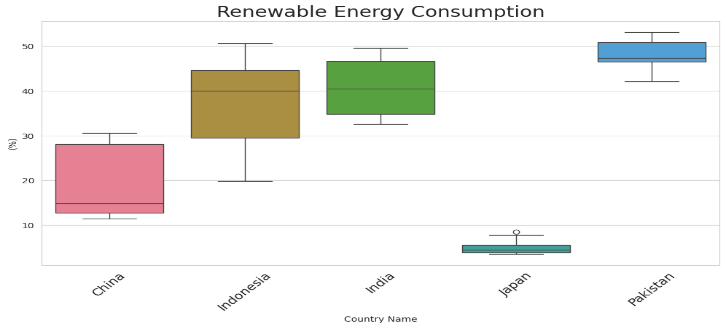 Renewable Energy Consumption
(%)
50
40
30
20
10
China
Indonesia
India
Japan
Pakistan
Country Name